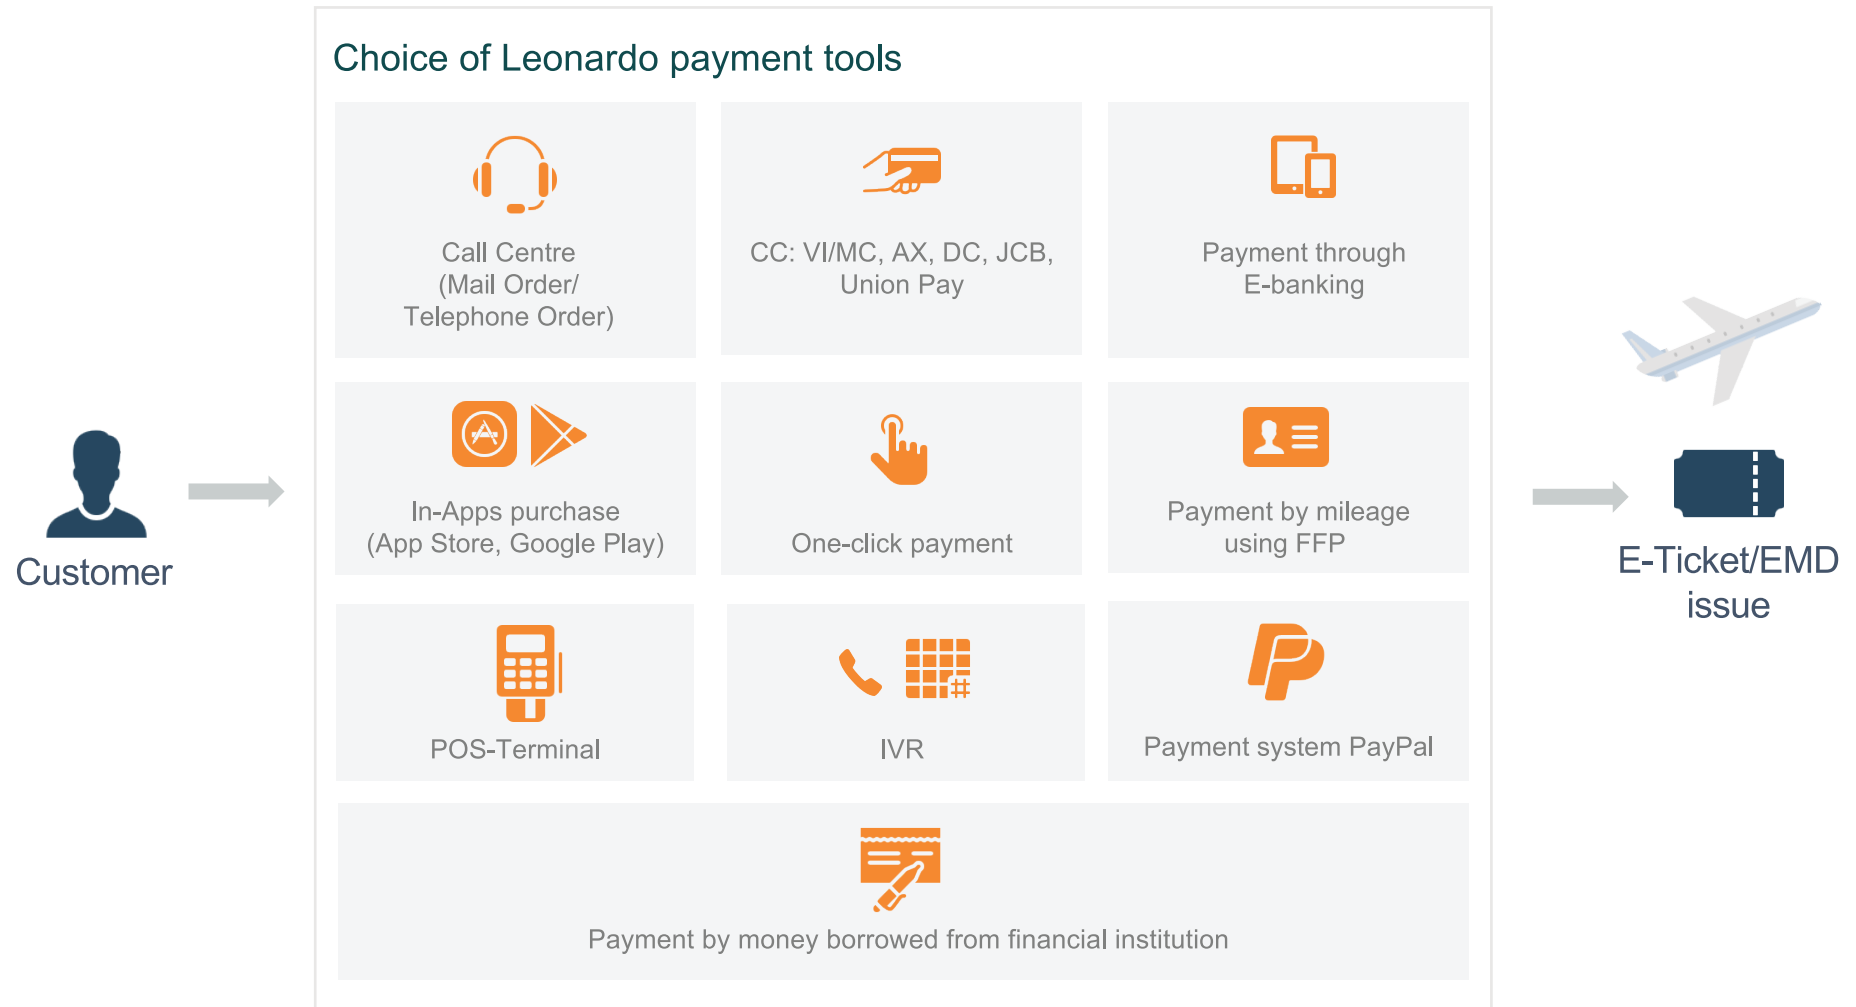 Choice of Leonardo payment tools
Call Centre
(Mail Order/
Telephone Order)
CC: VI/MC, AX, DC, JCB,
Union Pay
Payment through
E-banking
In-Apps purchase
(App Store, Google Play)
One-click payment
Payment by mileage
using FFP
Customer
E-Ticket/EMD
issue
POS-Terminal
#
IVR
Payment system PayPal
Payment by money borrowed from financial institution